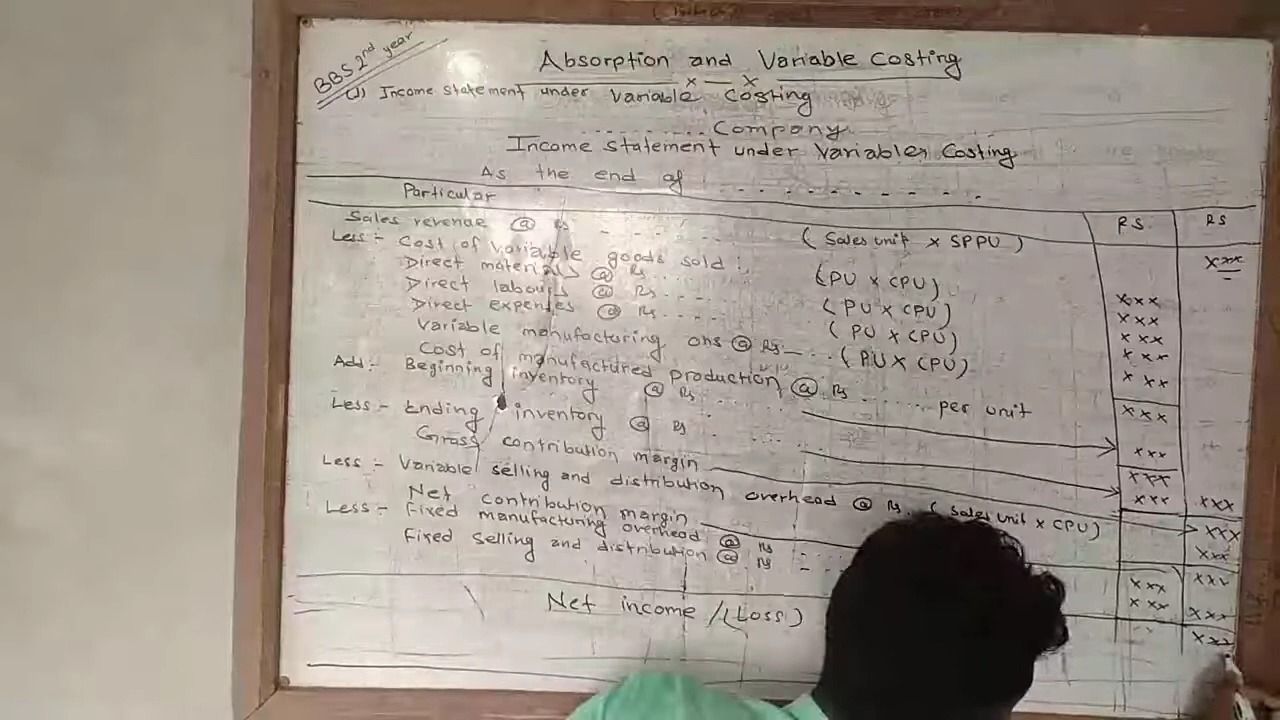 BBS 2nd year
Absorption and Variable Costing
x — x
(1) Income statement under Variable Costing
......... Company
Income statement under Variables Costing
As the end of ..........
Particular RS RS
Sales revenue @ Rs ...... (Sales unit x SPPU) xxx
Less:- Cost of variable goods sold:
Direct materials @ Rs .... (PU x CPU) xxx
Direct labours @ Rs .... (PU x CPU) xxx
Direct expenses @ Rs .... (PU x CPU) xxx
Variable manufacturing ohs @ Rs .... (PU x CPU) xxx
Cost of manufactured production @ Rs ....... per unit xxx
Add:- Beginning inventory @ Rs ..... xxx
Less:- Ending inventory @ Rs ..... xxx
Gross contribution margin xxx
Less:- Variable selling and distribution overhead @ Rs. (Sales unit x CPU) xxx
Net contribution margin xxx
Less:- Fixed manufacturing overhead @ Rs xxx
Fixed selling and distribution @ Rs xxx xxx
Net income /(Loss) xxx